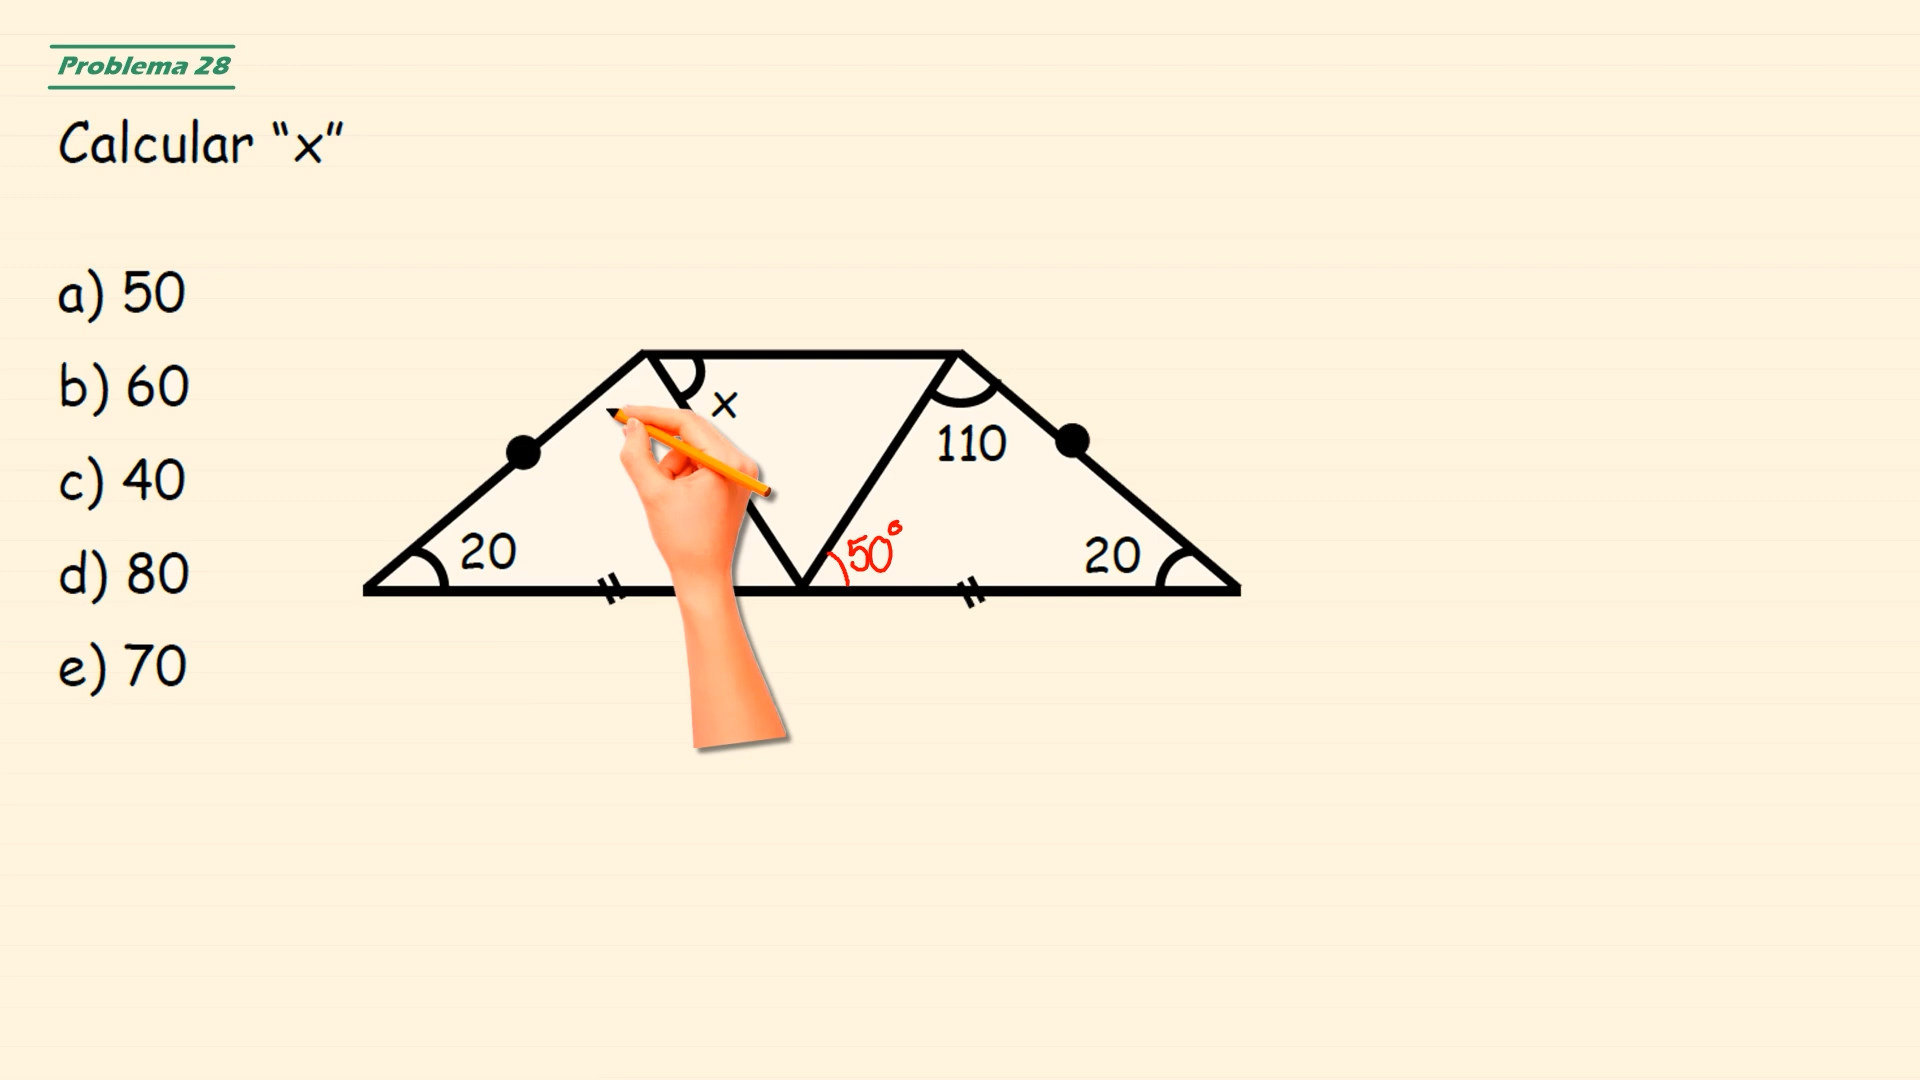 Problema 28
Calcular “x”
a) 50
b) 60
c) 40
d) 80
e) 70
x
110
20
50°
20